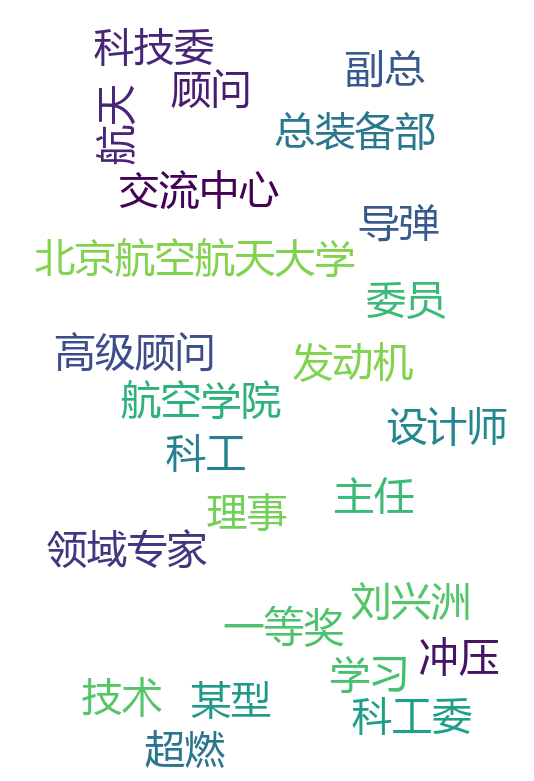 科技委
副总
顾问
航天
总装备部
交流中心
导弹
北京航空航天大学
委员
高级顾问
发动机
航空学院
设计师
科工
主任
理事
领域专家
刘兴洲
一等奖
冲压
学习
技术
某型
科工委
超燃